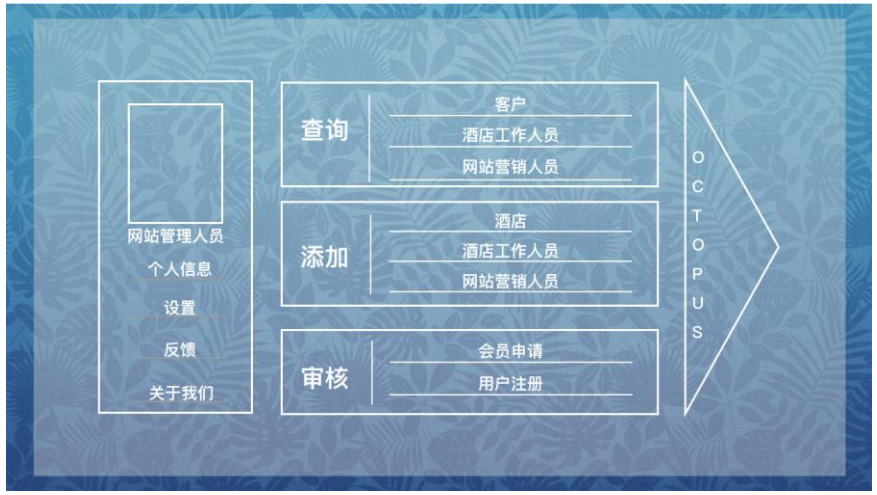 网站管理人员
个人信息
设置
反馈
关于我们
查询
客户
酒店工作人员
网站营销人员
添加
酒店
酒店工作人员
网站营销人员
审核
会员申请
用户注册
OCTOPUS